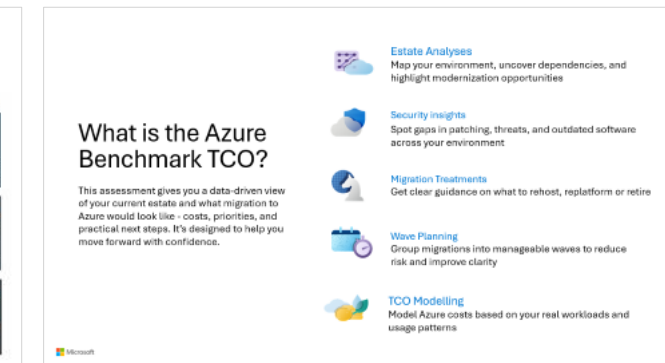 What is the Azure
Benchmark TCO?
This assessment gives you a data-driven view
of your current estate and what migration to
Azure would look like - costs, priorities, and
practical next steps. It's designed to help you
move forward with confidence.
Estate Analyses
Map your environment, uncover dependencies, and
highlight modernization opportunities
Security insights
Spot gaps in patching, threats, and outdated software
across your environment
Migration Treatments
Get clear guidance on what to rehost, replatform or retire
Wave Planning
Group migrations into manageable waves to reduce
risk and improve clarity
TCO Modelling
Model Azure costs based on your real workloads and
usage patterns
Microsoft